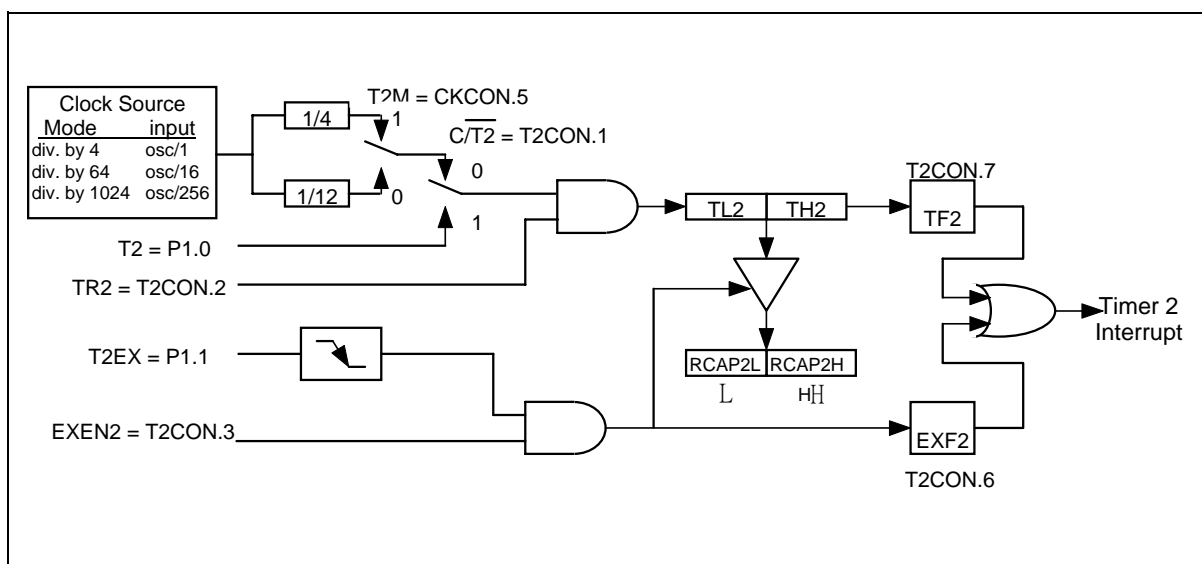 Clock Source
Mode input
div. by 4 osc/1
div. by 64 osc/16
div. by 1024 osc/256
1/4
1/12
T2M = CKCON.5
1
0
C/T2 = T2CON.1
0
1
T2 = P1.0
TR2 = T2CON.2
T2EX = P1.1
EXEN2 = T2CON.3
TL2 TH2
RCAP2L RCAP2H
L HH
T2CON.7
TF2
Timer 2
Interrupt
EXF2
T2CON.6